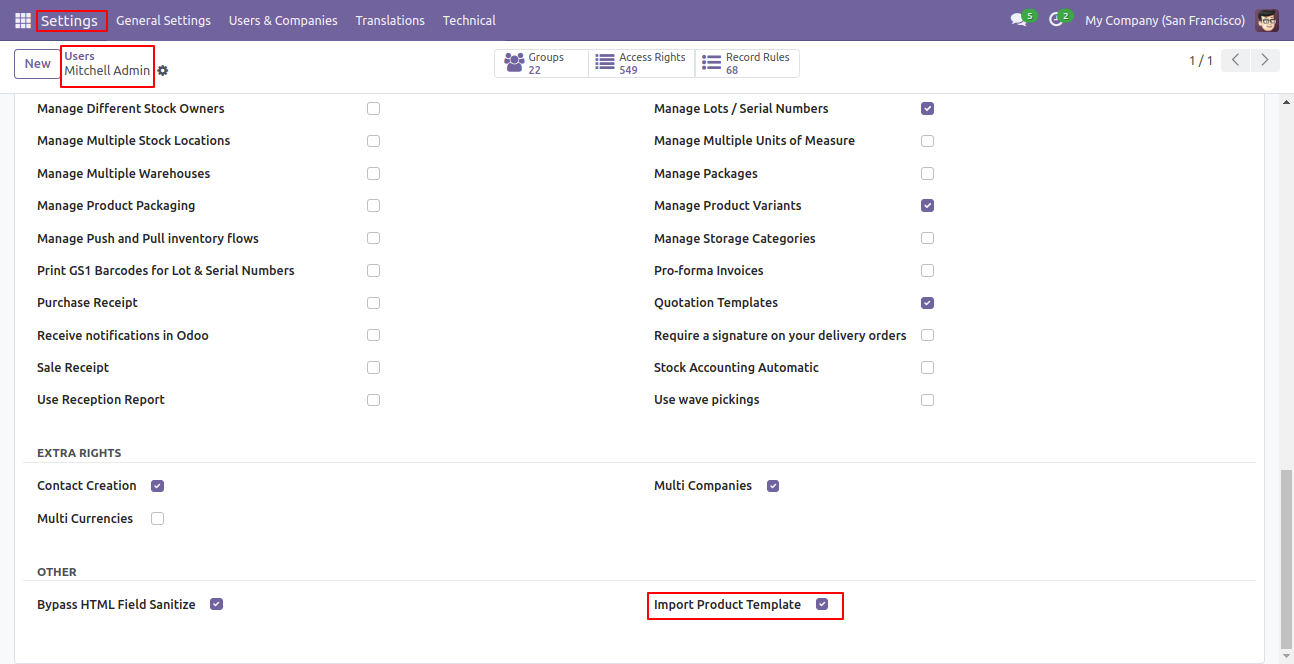 Settings General Settings Users & Companies Translations Technical 5 2 My Company (San Francisco)
New Users Groups Access Rights Record Rules
Mitchell Admin 22 549 68 1 / 1
Manage Different Stock Owners Manage Lots / Serial Numbers
Manage Multiple Stock Locations Manage Multiple Units of Measure
Manage Multiple Warehouses Manage Packages
Manage Product Packaging Manage Product Variants
Manage Push and Pull inventory flows Manage Storage Categories
Print GS1 Barcodes for Lot & Serial Numbers Pro-forma Invoices
Purchase Receipt Quotation Templates
Receive notifications in Odoo Require a signature on your delivery orders
Sale Receipt Stock Accounting Automatic
Use Reception Report Use wave pickings
EXTRA RIGHTS
Contact Creation Multi Companies
Multi Currencies
OTHER
Bypass HTML Field Sanitize Import Product Template